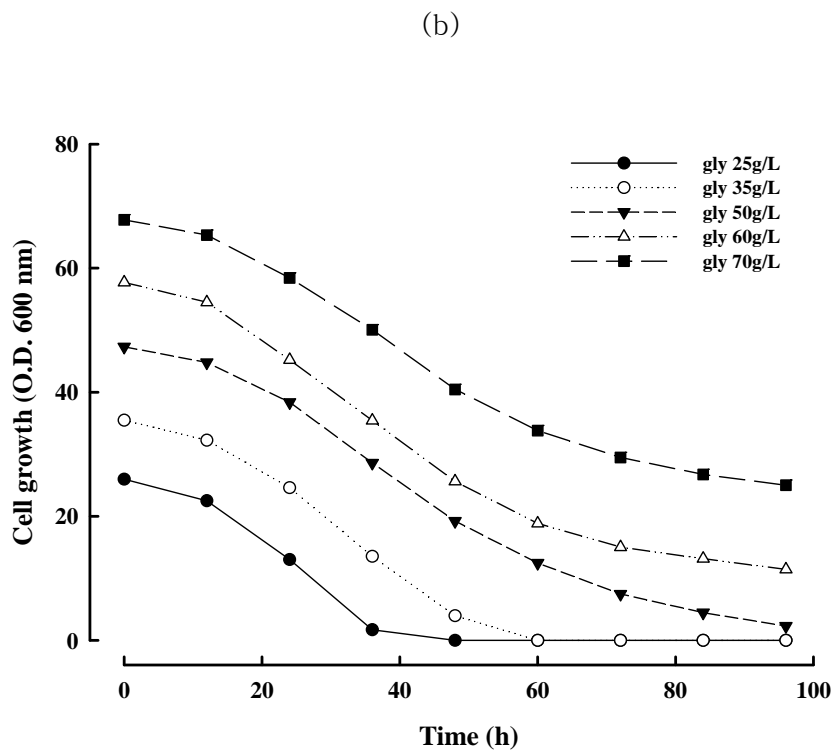 (b)
80
60
40
20
0
Cell growth (O.D. 600 nm)
gly 25g/L
gly 35g/L
gly 50g/L
gly 60g/L
gly 70g/L
0 20 40 60 80 100
Time (h)